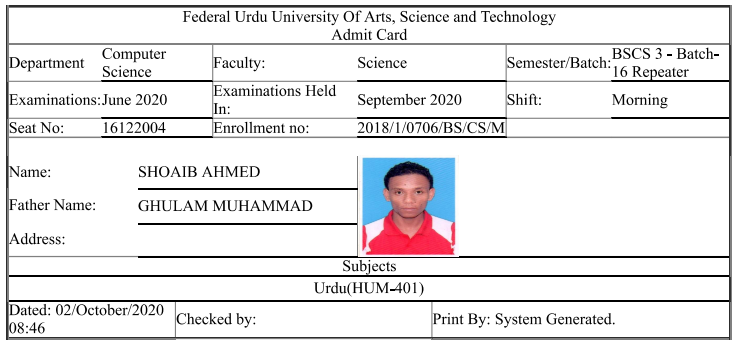 Federal Urdu University Of Arts, Science and Technology
Admit Card
Department Computer Science Faculty: Science Semester/Batch: BSCS 3 - Batch-16 Repeater
Examinations: June 2020 Examinations Held In: September 2020 Shift: Morning
Seat No: 16122004 Enrollment no: 2018/1/0706/BS/CS/M
Name: SHOAIB AHMED
Father Name: GHULAM MUHAMMAD
Address:
Subjects
Urdu(HUM-401)
Dated: 02/October/2020 08:46 Checked by: Print By: System Generated.